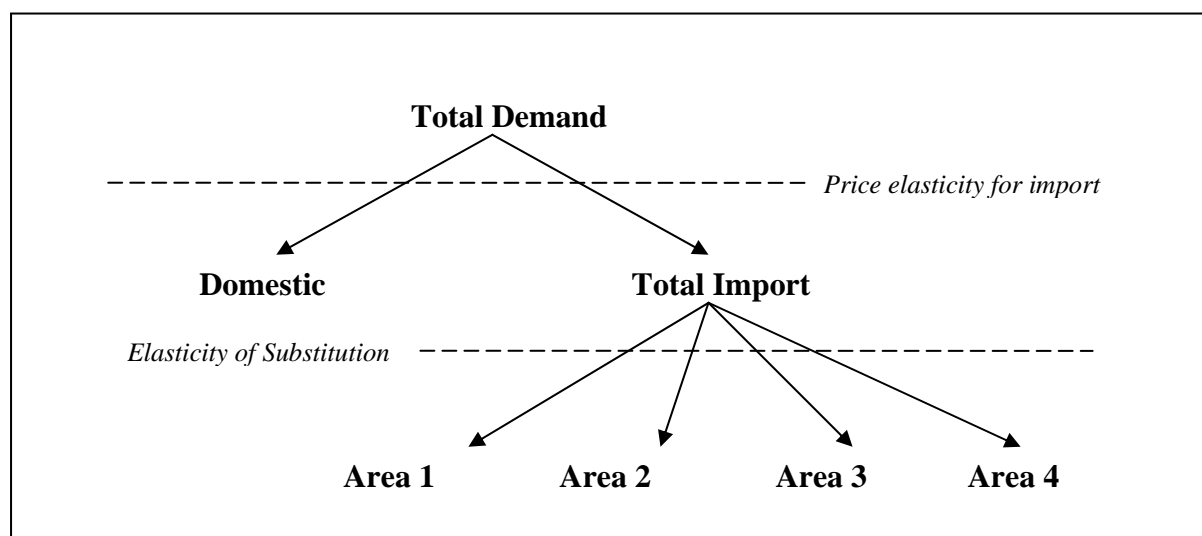 Total Demand
Price elasticity for import
Domestic
Total Import
Elasticity of Substitution
Area 1
Area 2
Area 3
Area 4